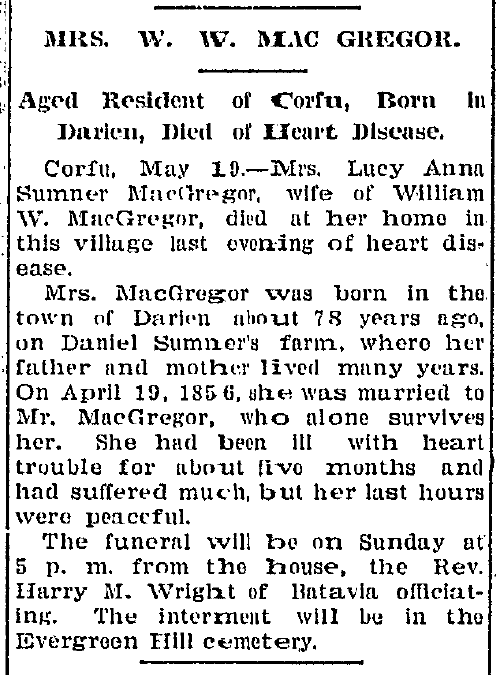 MRS. W. W. MAC GREGOR.
Aged Resident of Corfu, Born in
Darien, Died of Heart Disease.
Corfu, May 19.—Mrs. Lucy Anna
Sumner MacGregor, wife of William
W. MacGregor, died at her home in
this village last evening of heart dis-
ease.
Mrs. MacGregor was born in the
town of Darien about 78 years ago,
on Daniel Sumner's farm, where her
father and mother lived many years.
On April 19, 1856, she was married to
Mr. MacGregor, who alone survives
her. She had been ill with heart
trouble for about five months and
had suffered much, but her last hours
were peaceful.
The funeral will be on Sunday at
5 p. m. from the house, the Rev.
Harry M. Wright of Batavia officiat-
ing. The interment will be in the
Evergreen Hill cemetery.